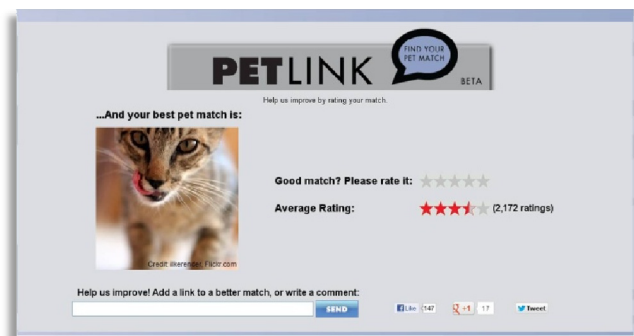 PETLINK
FIND YOUR
PET MATCH
BETA
Help us improve by rating your match.
...And your best pet match is:
Good match? Please rate it:
Average Rating: (2,172 ratings)
Credit: ilkerender, Flickr.com
Help us improve! Add a link to a better match, or write a comment:
SEND
Like 147 +1 17 Tweet